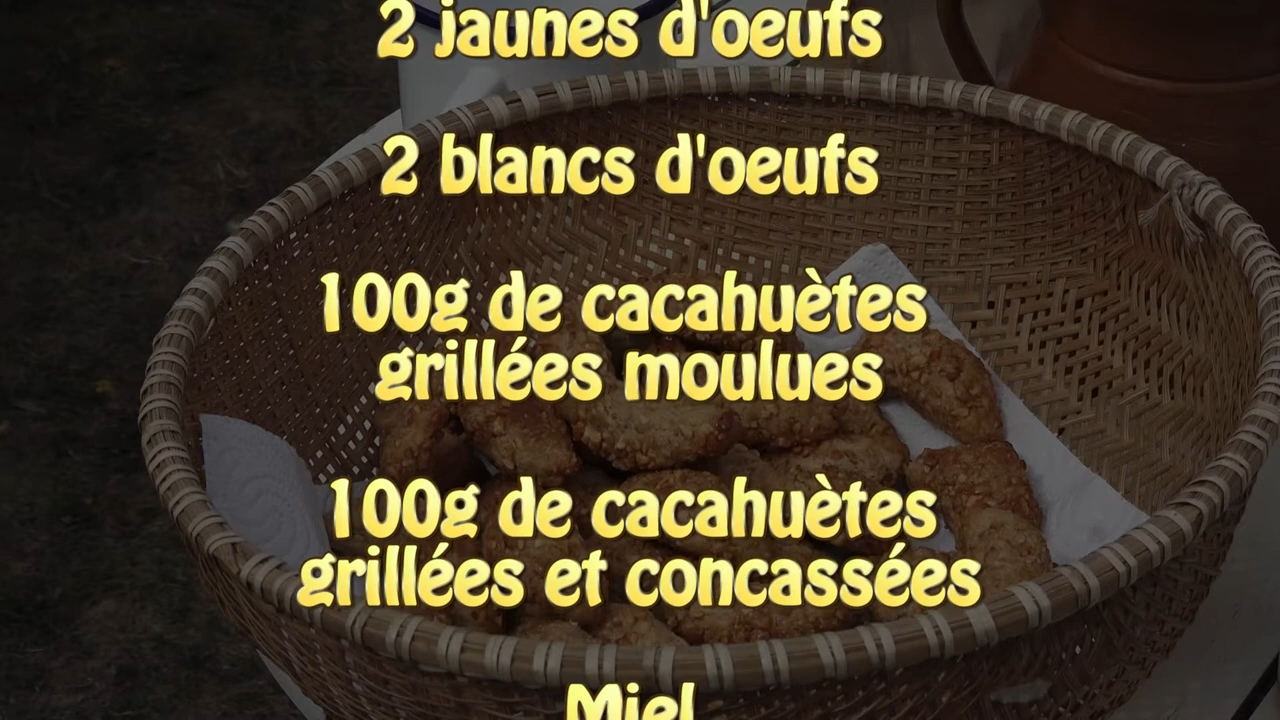 2 jaunes d'oeufs
2 blancs d'oeufs
100g de cacahuètes
grillées moulues
100g de cacahuètes
grillées et concassées
Miel